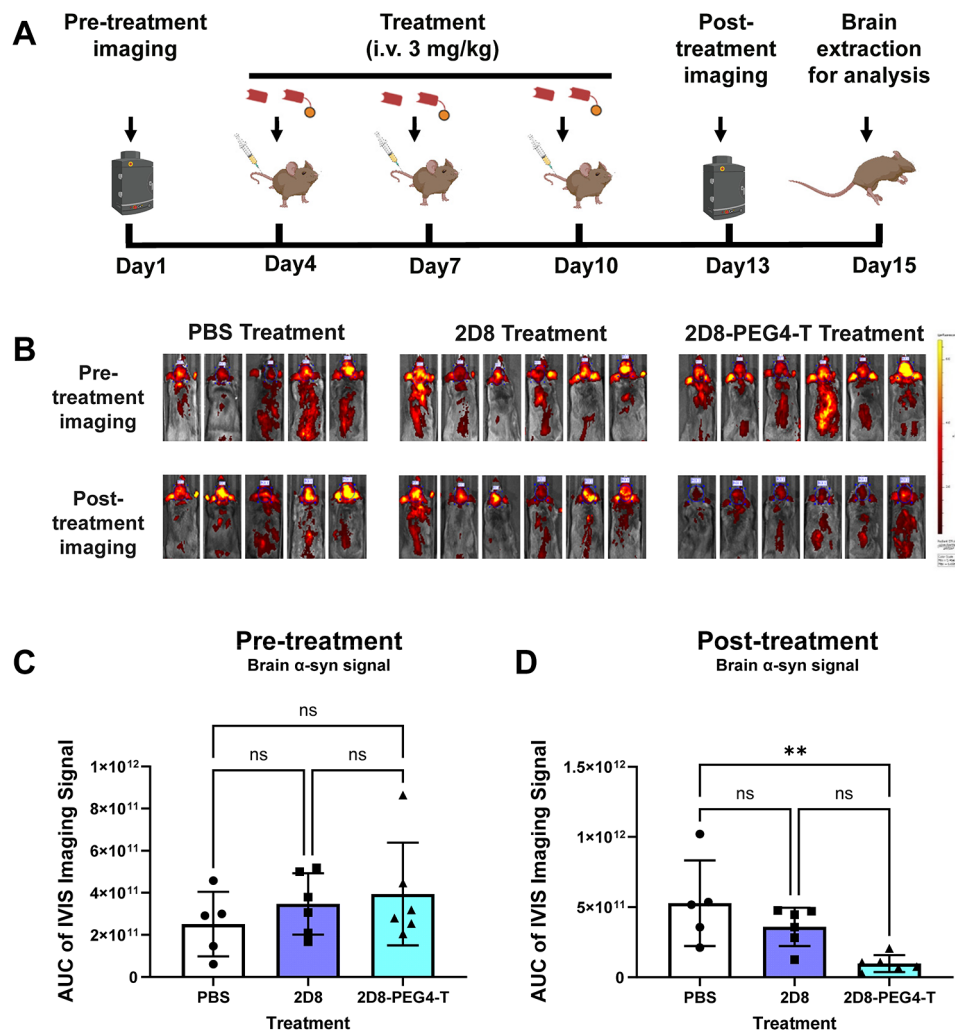 A
Pre-treatment
imaging
Treatment
(i.v. 3 mg/kg)
Post-
treatment
imaging
Brain
extraction
for analysis
Day1
Day4
Day7
Day10
Day13
Day15
B
PBS Treatment
2D8 Treatment
2D8-PEG4-T Treatment
Pre-
treatment
imaging
Post-
treatment
imaging
C
Pre-treatment
Brain α-syn signal
AUC of IVIS Imaging Signal
1×10¹²
8×10¹¹
6×10¹¹
4×10¹¹
2×10¹¹
0
ns
ns
ns
PBS
2D8
2D8-PEG4-T
Treatment
D
Post-treatment
Brain α-syn signal
AUC of IVIS Imaging Signal
1.5×10¹²
1×10¹²
5×10¹¹
0
**
ns
ns
PBS
2D8
2D8-PEG4-T
Treatment